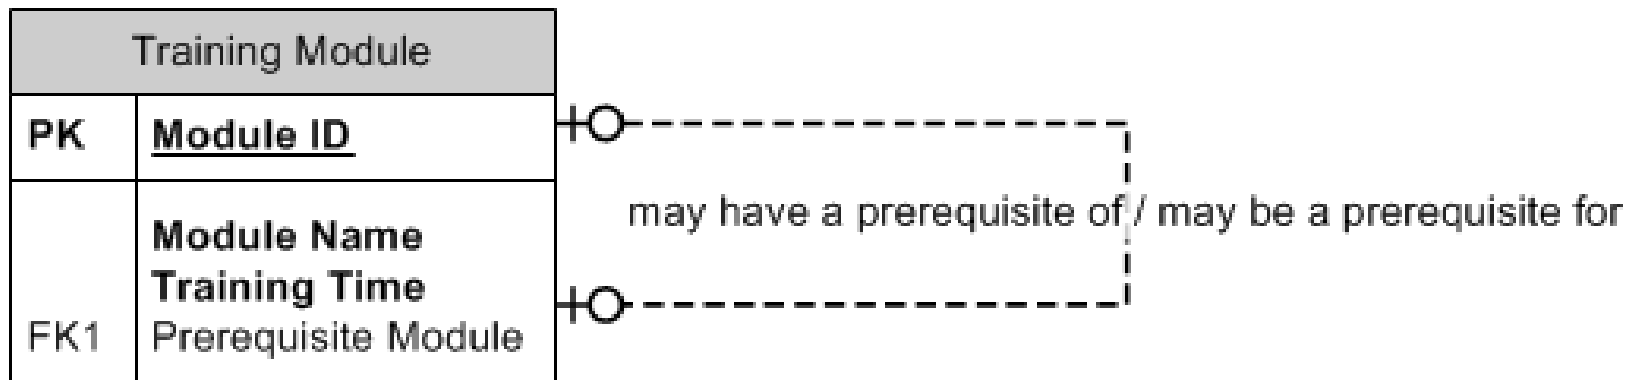 Training Module
PK Module ID
may have a prerequisite of / may be a prerequisite for
Module Name
Training Time
FK1 Prerequisite Module